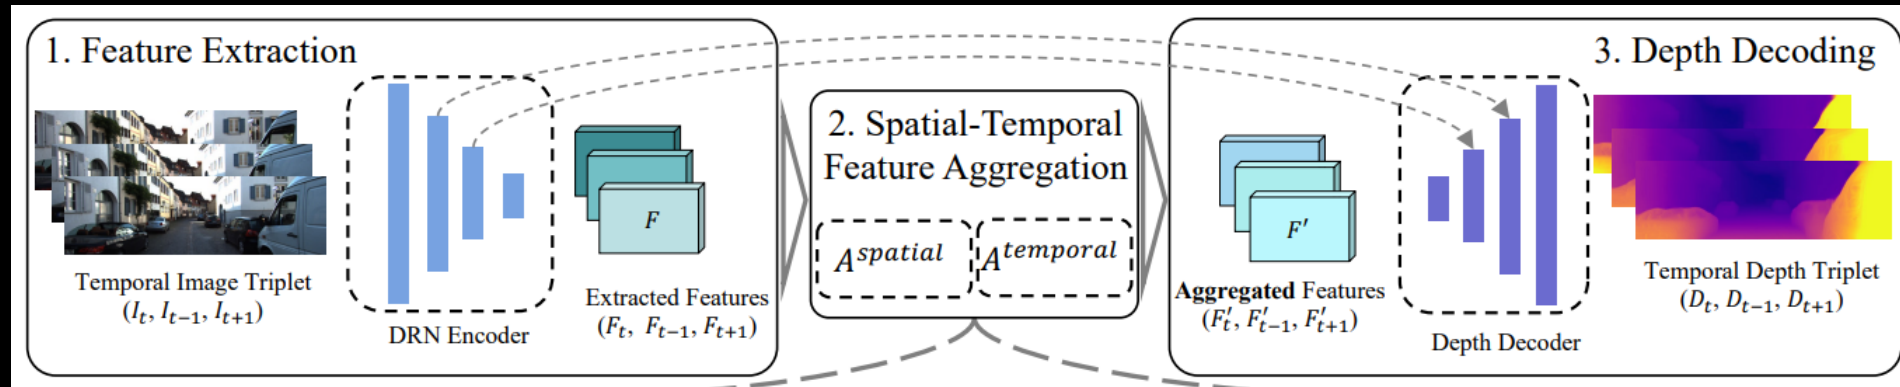 1. Feature Extraction
Temporal Image Triplet
(I_t, I_{t-1}, I_{t+1})
DRN Encoder
F
Extracted Features
(F_t, F_{t-1}, F_{t+1})
2. Spatial-Temporal
Feature Aggregation
A^{spatial}
A^{temporal}
3. Depth Decoding
F'
Aggregated Features
(F'_t, F'_{t-1}, F'_{t+1})
Depth Decoder
Temporal Depth Triplet
(D_t, D_{t-1}, D_{t+1})